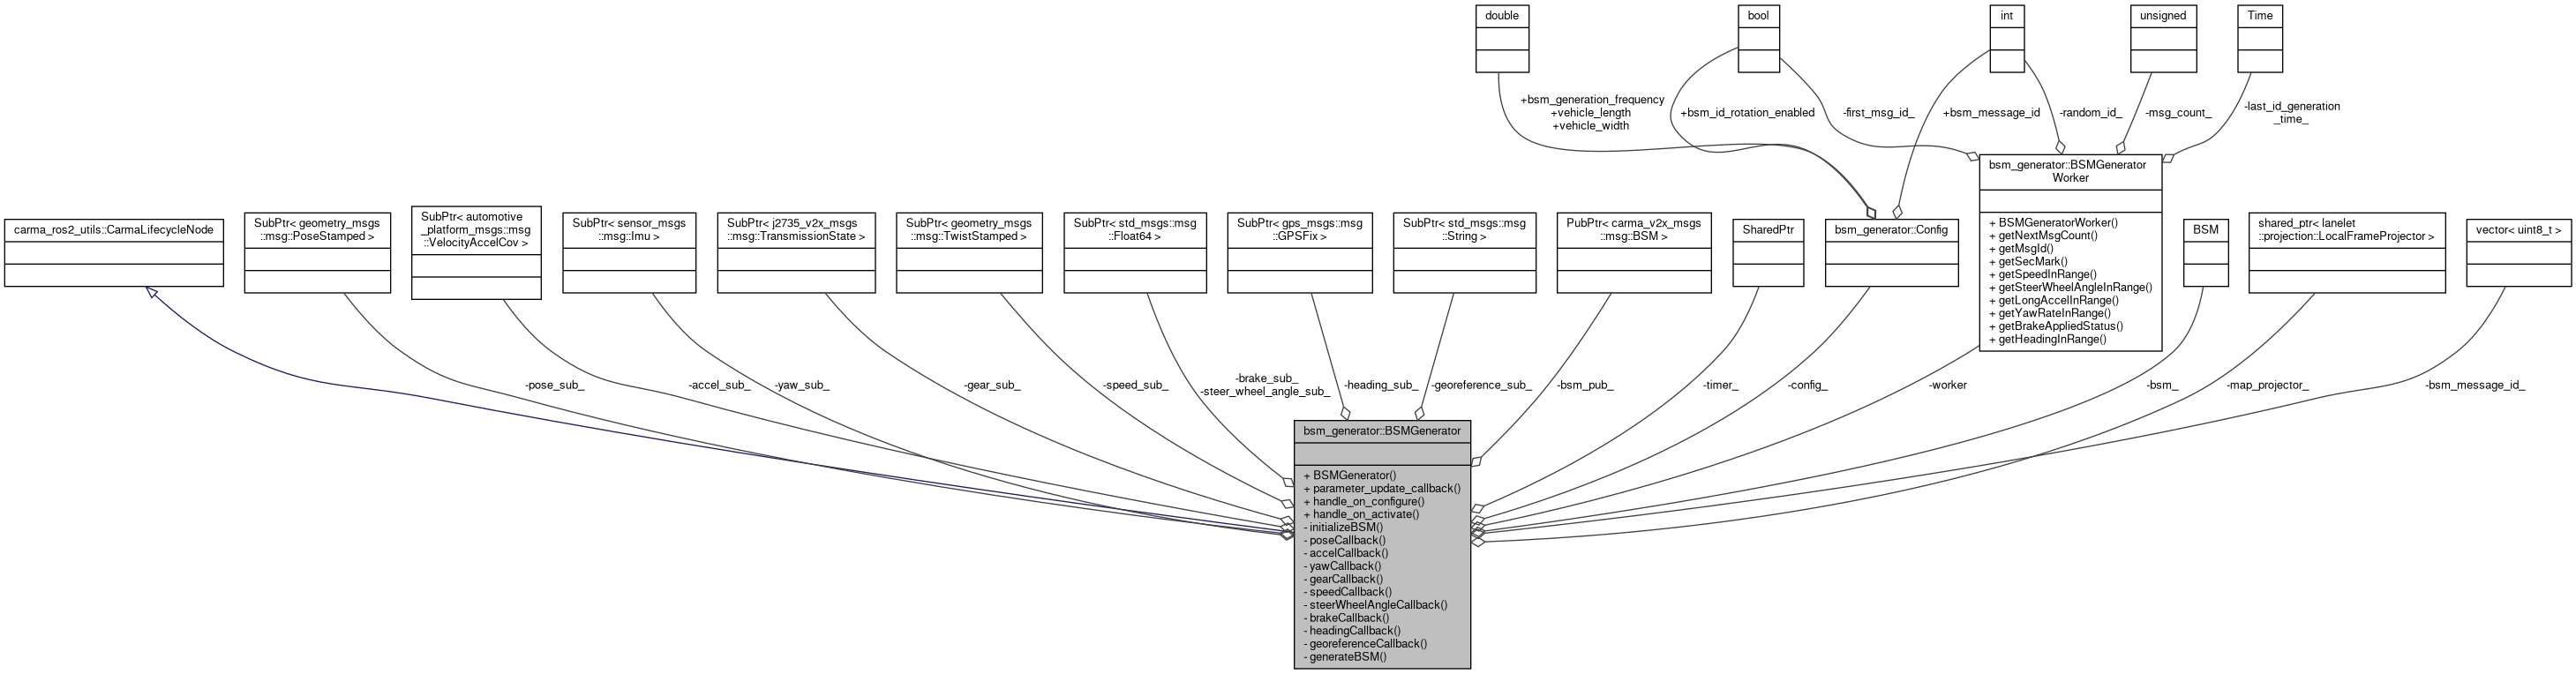 double
bool
int
unsigned
Time
+bsm_generation_frequency
+vehicle_length
+vehicle_width
+bsm_id_rotation_enabled
-first_msg_id_
+bsm_message_id
-random_id_
-msg_count_
-last_id_generation
_time_
bsm_generator::BSMGenerator
Worker
+ BSMGeneratorWorker()
+ getNextMsgCount()
+ getMsgId()
+ getSecMark()
+ getSpeedInRange()
+ getSteerWheelAngleInRange()
+ getLongAccelInRange()
+ getYawRateInRange()
+ getBrakeAppliedStatus()
+ getHeadingInRange()
carma_ros2_utils::CarmaLifecycleNode
SubPtr< geometry_msgs
::msg::PoseStamped >
SubPtr< automotive
_platform_msgs::msg
::VelocityAccelCov >
SubPtr< sensor_msgs
::msg::Imu >
SubPtr< j2735_v2x_msgs
::msg::TransmissionState >
SubPtr< geometry_msgs
::msg::TwistStamped >
SubPtr< std_msgs::msg
::Float64 >
SubPtr< gps_msgs::msg
::GPSFix >
SubPtr< std_msgs::msg
::String >
PubPtr< carma_v2x_msgs
::msg::BSM >
SharedPtr
bsm_generator::Config
BSM
shared_ptr< lanelet
::projection::LocalFrameProjector >
vector< uint8_t >
-pose_sub_
-accel_sub_
-yaw_sub_
-gear_sub_
-speed_sub_
-brake_sub_
-steer_wheel_angle_sub_
-heading_sub_
-georeference_sub_
-bsm_pub_
-timer_
-config_
-worker
-bsm_
-map_projector_
-bsm_message_id_
bsm_generator::BSMGenerator
+ BSMGenerator()
+ parameter_update_callback()
+ handle_on_configure()
+ handle_on_activate()
- initializeBSM()
- poseCallback()
- accelCallback()
- yawCallback()
- gearCallback()
- speedCallback()
- steerWheelAngleCallback()
- brakeCallback()
- headingCallback()
- georeferenceCallback()
- generateBSM()